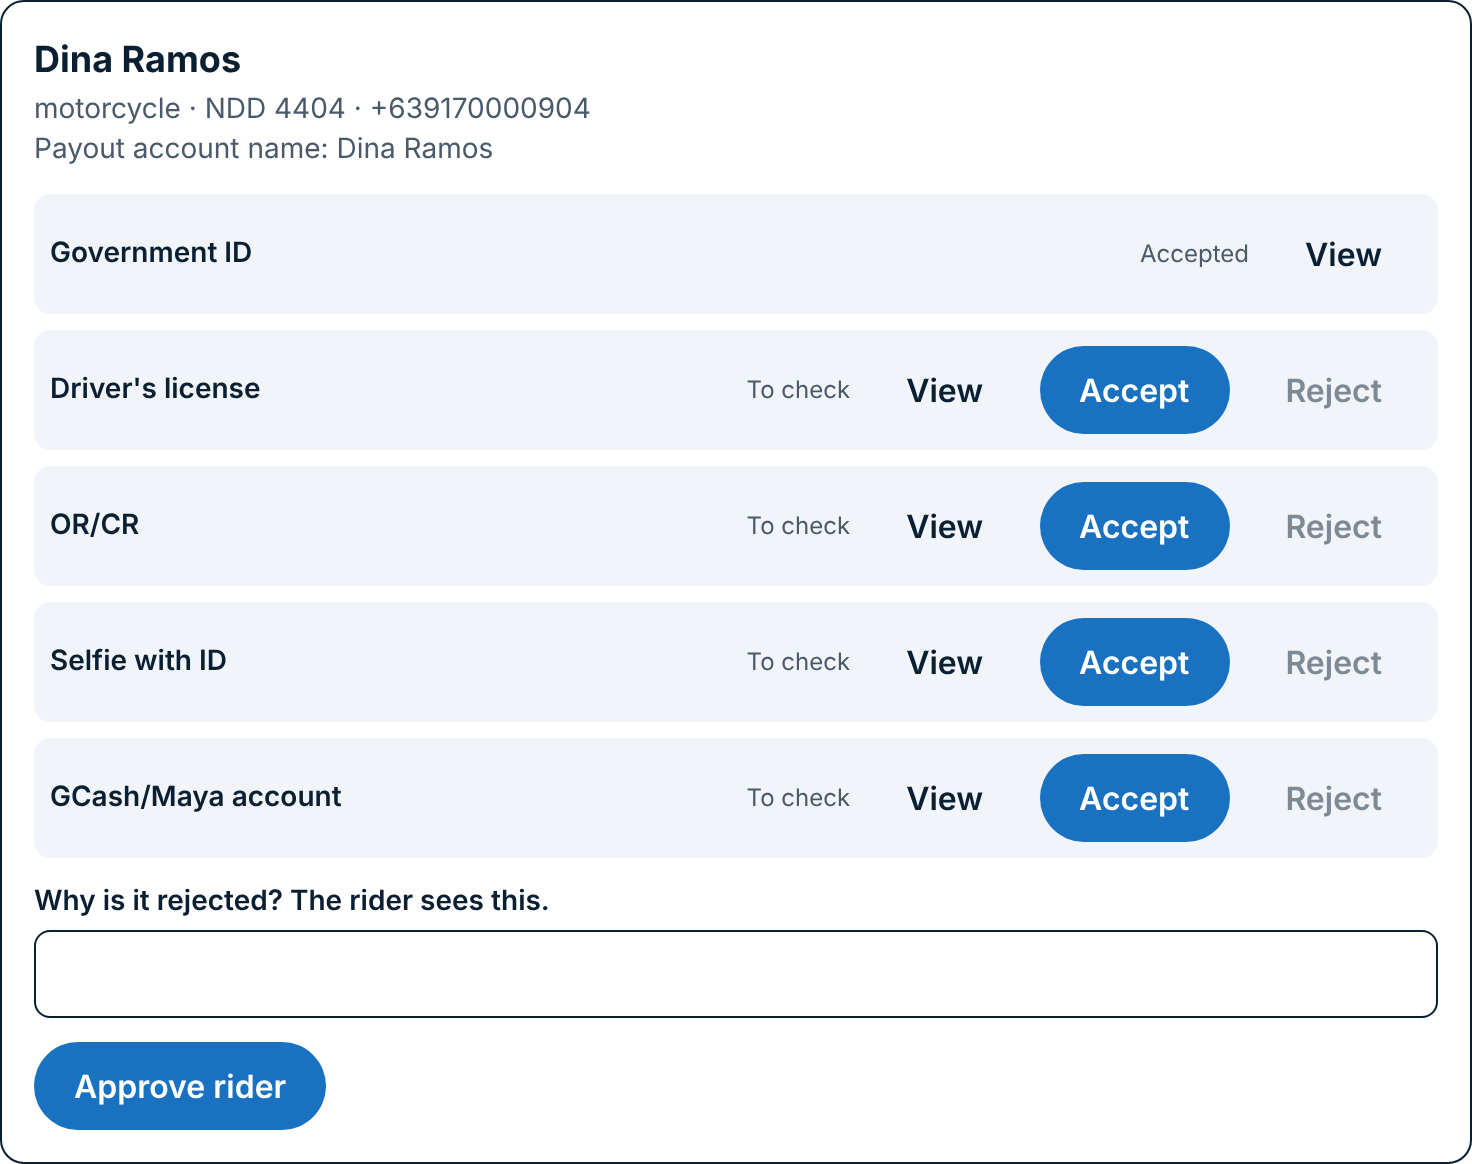 Dina Ramos
motorcycle · NDD 4404 · +639170000904
Payout account name: Dina Ramos
Government ID Accepted View
Driver's license To check View Accept Reject
OR/CR To check View Accept Reject
Selfie with ID To check View Accept Reject
GCash/Maya account To check View Accept Reject
Why is it rejected? The rider sees this.
Approve rider